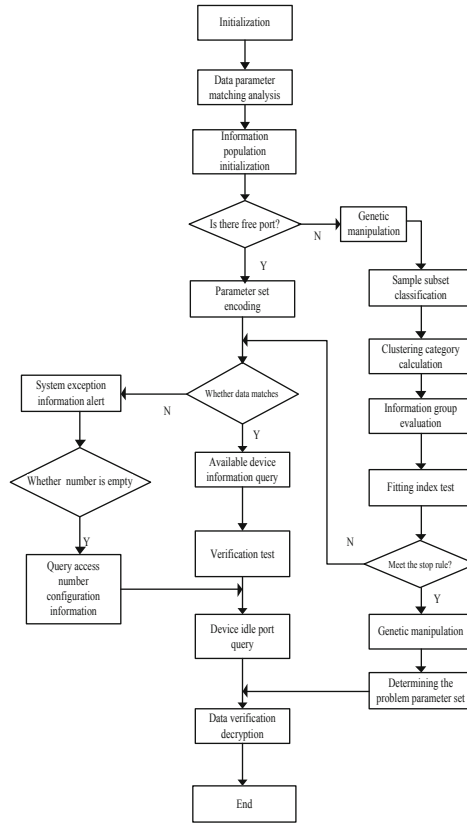 Initialization
Data parameter
matching analysis
Information
population
initialization
Is there free port?
N
Genetic
manipulation
Y
Parameter set
encoding
Sample subset
classification
Clustering category
calculation
System exception
information alert
N
Whether data matches
Y
Information group
evaluation
Whether number is empty
Available device
information query
Fitting index test
Y
Query access
number
configuration
information
Verification test
N
Meet the stop rule?
Y
Device idle port
query
Genetic manipulation
Determining the
problem parameter set
Data verification
decryption
End